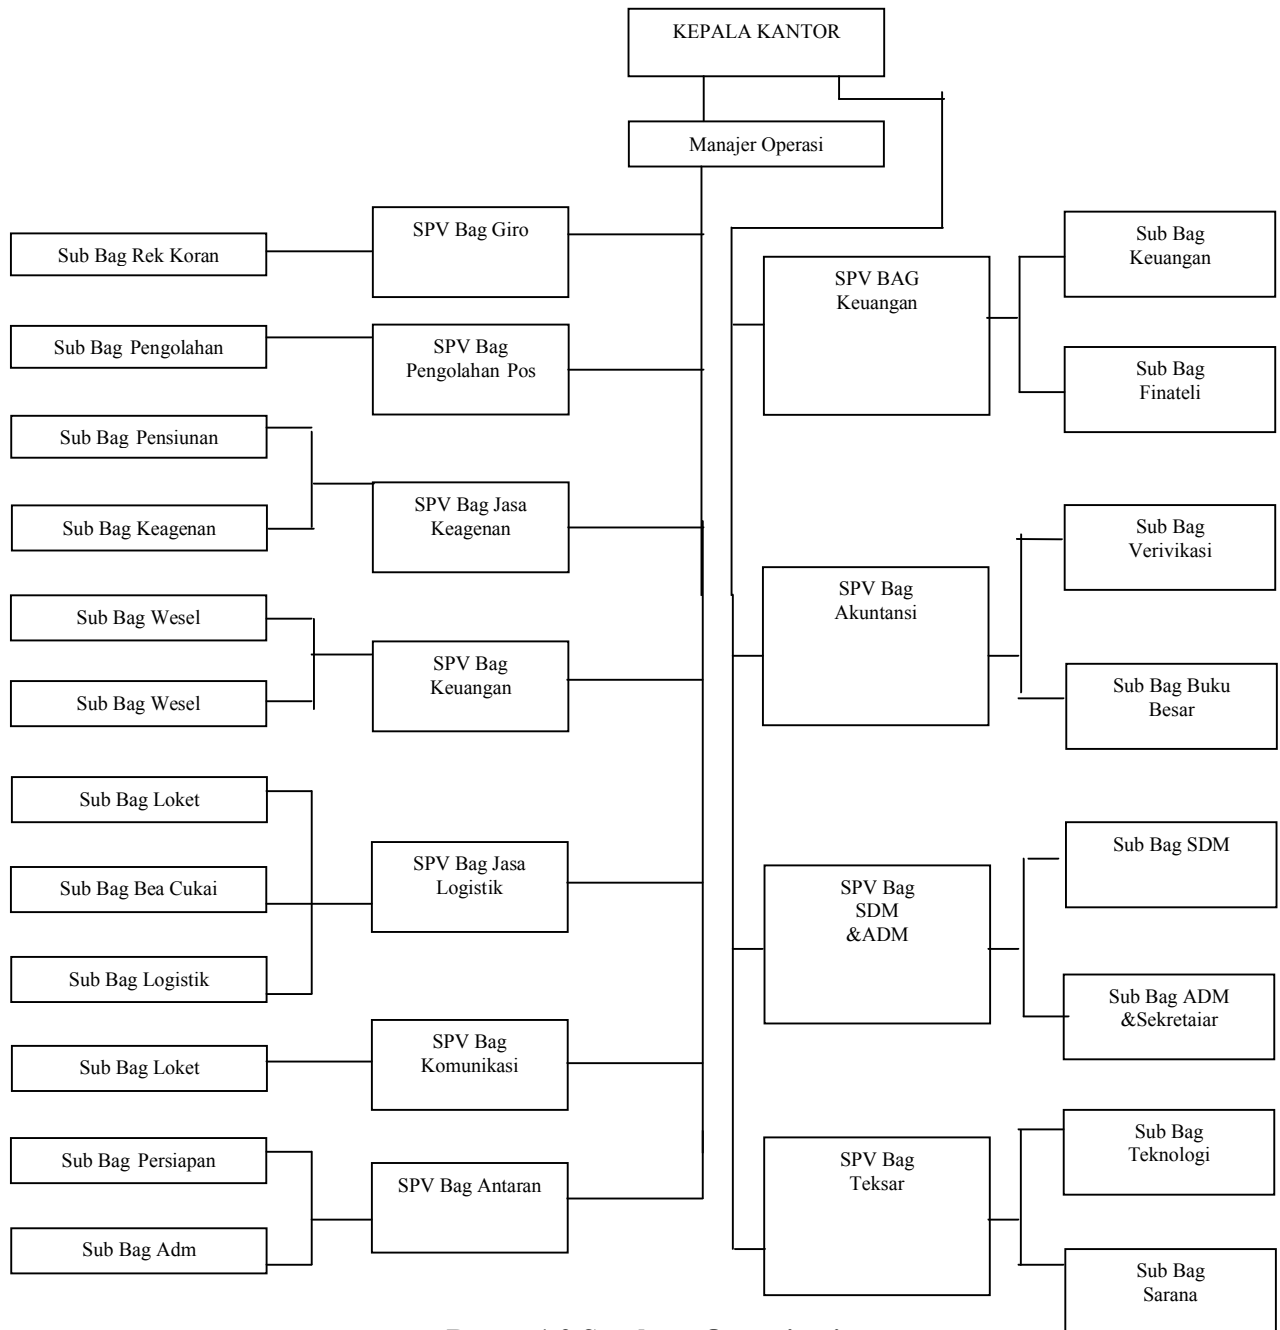 KEPALA KANTOR
Manajer Operasi
SPV Bag Giro
Sub Bag Rek Koran
SPV Bag
Pengolahan Pos
Sub Bag Pengolahan
SPV Bag Jasa
Keagenan
Sub Bag Pensiunan
Sub Bag Keagenan
SPV Bag
Keuangan
Sub Bag Wesel
Sub Bag Wesel
SPV Bag Jasa
Logistik
Sub Bag Loket
Sub Bag Bea Cukai
Sub Bag Logistik
SPV Bag
Komunikasi
Sub Bag Loket
SPV Bag Antaran
Sub Bag Persiapan
Sub Bag Adm
SPV BAG
Keuangan
Sub Bag
Keuangan
Sub Bag
Finateli
SPV Bag
Akuntansi
Sub Bag
Verivikasi
Sub Bag Buku
Besar
SPV Bag
SDM
&ADM
Sub Bag SDM
Sub Bag ADM
&Sekretaiar
SPV Bag
Teksar
Sub Bag
Teknologi
Sub Bag
Sarana